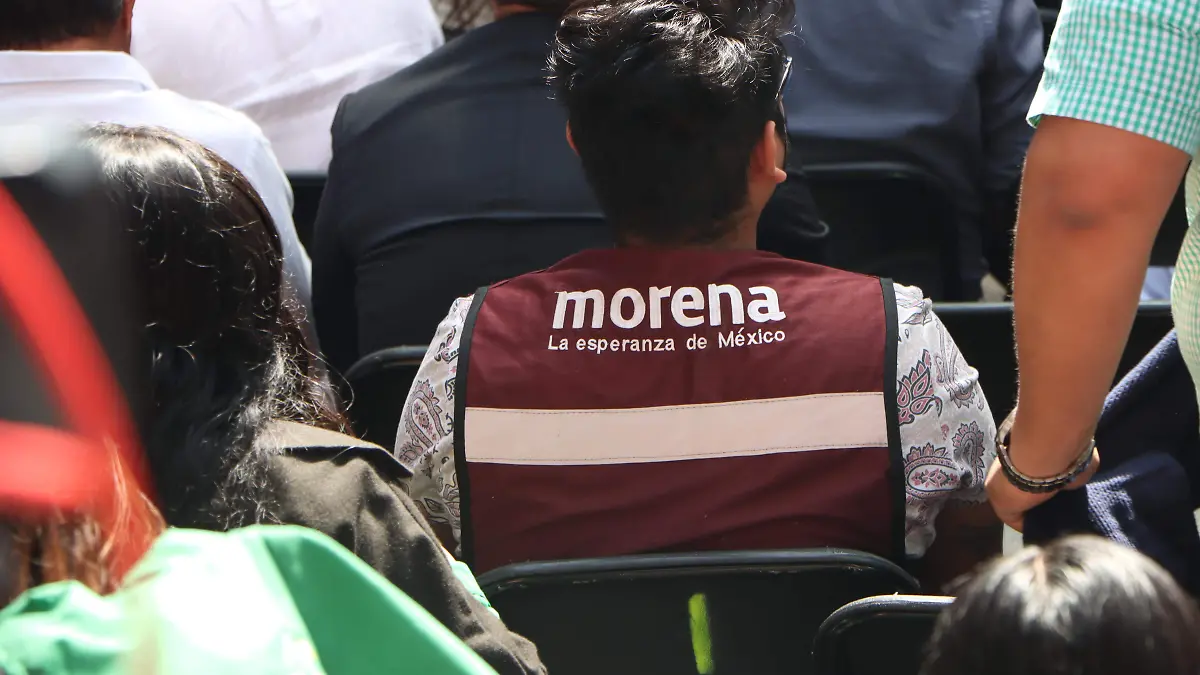 morena
La esperanza de México